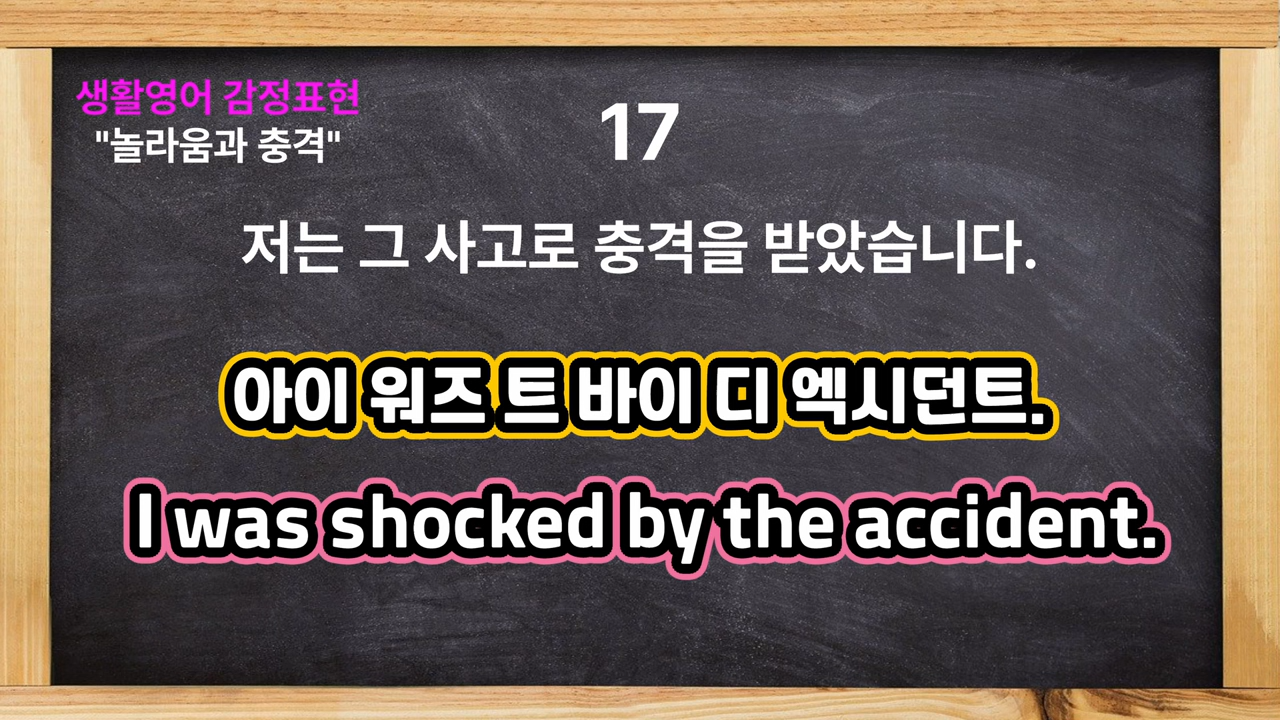 생활영어 감정표현
"놀라움과 충격"
17
저는 그 사고로 충격을 받았습니다.
아이 워즈 트 바이 디 엑시던트.
I was shocked by the accident.